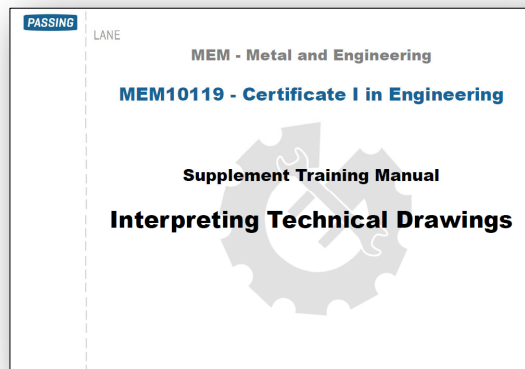 PASSING
LANE
MEM - Metal and Engineering
MEM10119 - Certificate I in Engineering
Supplement Training Manual
Interpreting Technical Drawings